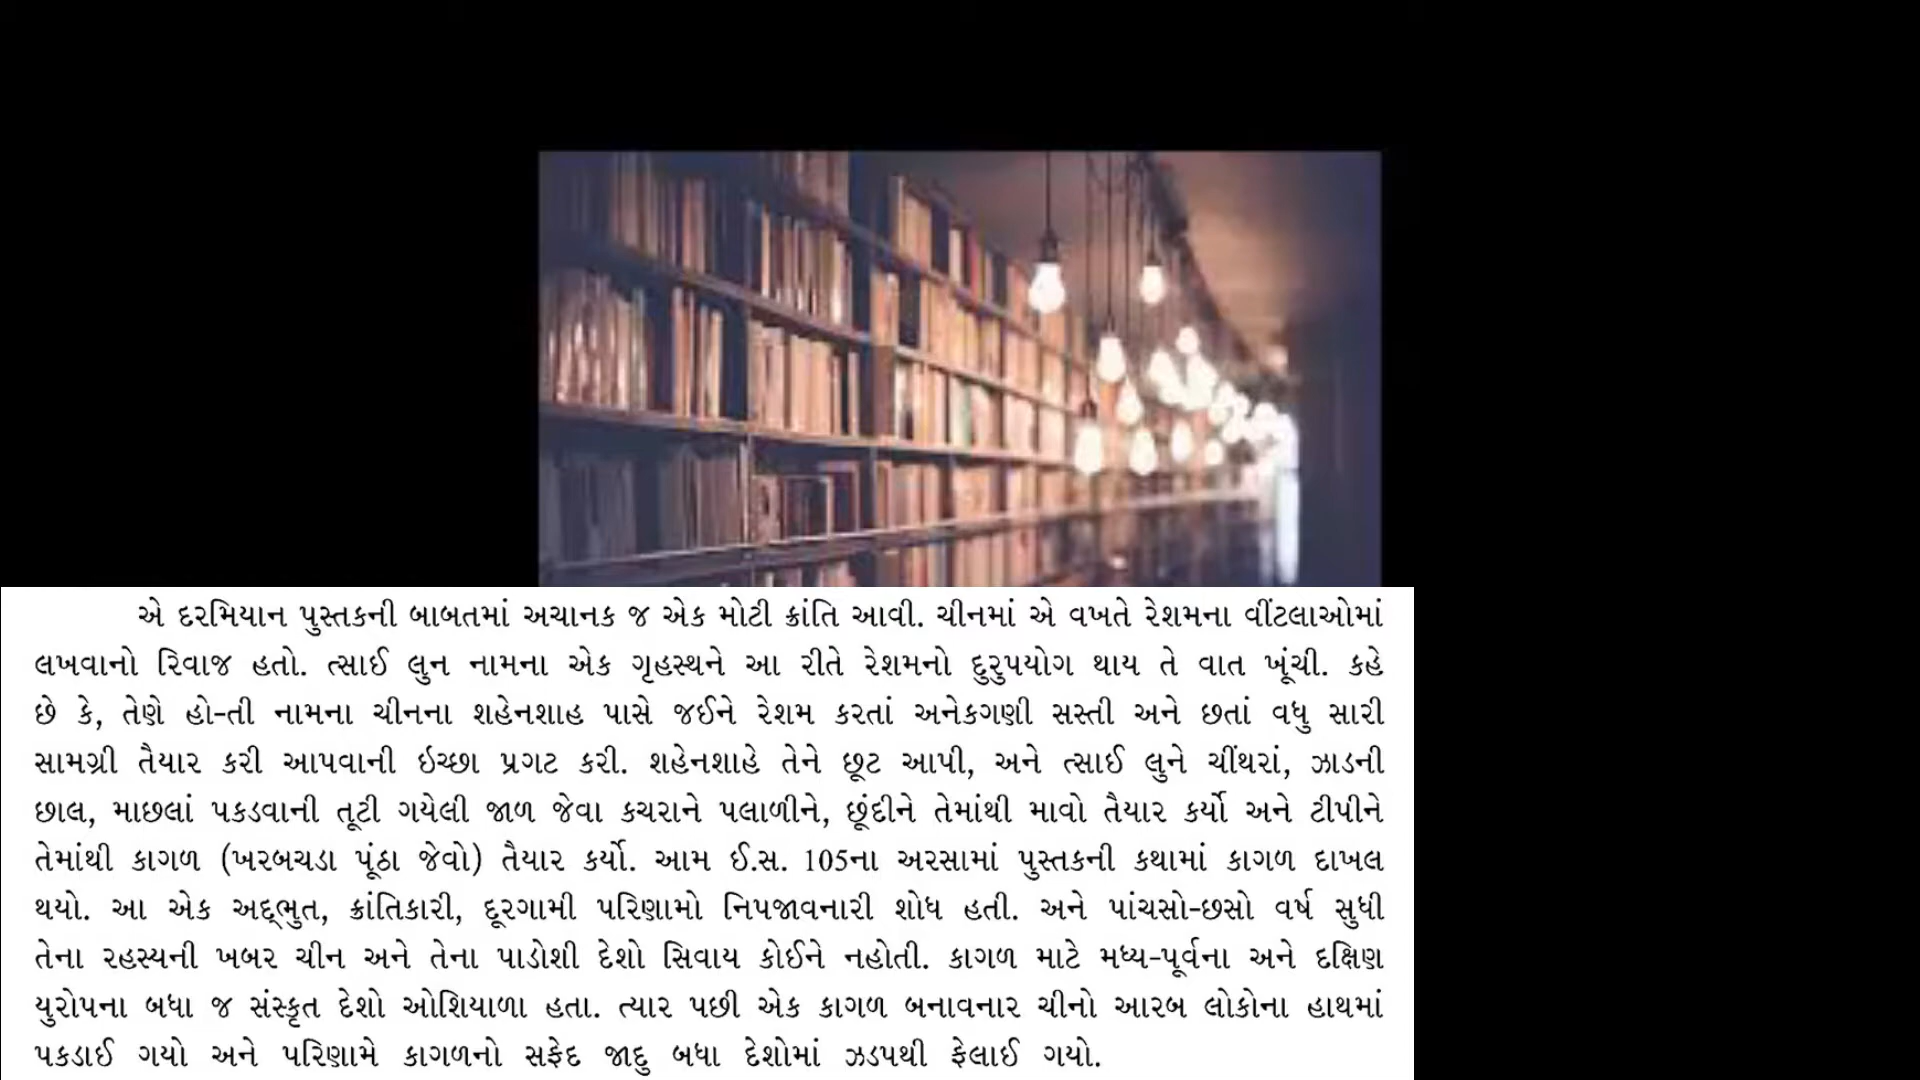 એ દરમિયાન પુસ્તકની બાબતમાં અચાનક જ એક મોટી ક્રાંતિ આવી. ચીનમાં એ વખતે રેશમના વીંટલાઓમાં
લખવાનો રિવાજ હતો. ત્સાઈ લુન નામના એક ગૃહસ્થને આ રીતે રેશમનો દુરુપયોગ થાય તે વાત ખૂંચી. કહે
છે કે, તેણે હો-તી નામના ચીનના શહેનશાહ પાસે જઈને રેશમ કરતાં અનેકગણી સસ્તી અને છતાં વધુ સારી
સામગ્રી તૈયાર કરી આપવાની ઇચ્છા પ્રગટ કરી. શહેનશાહે તેને છૂટ આપી, અને ત્સાઈ લુને ચીંથરાં, ઝાડની
છાલ, માછલાં પકડવાની તૂટી ગયેલી જાળ જેવા કચરાને પલાળીને, છૂંદીને તેમાંથી માવો તૈયાર કર્યો અને ટીપીને
તેમાંથી કાગળ (ખરબચડા પૂંઠા જેવો) તૈયાર કર્યો. આમ ઈ.સ. 105ના અરસામાં પુસ્તકની કથામાં કાગળ દાખલ
થયો. આ એક અદ્ભુત, ક્રાંતિકારી, દૂરગામી પરિણામો નિપજાવનારી શોધ હતી. અને પાંચસો-છસો વર્ષ સુધી
તેના રહસ્યની ખબર ચીન અને તેના પાડોશી દેશો સિવાય કોઈને નહોતી. કાગળ માટે મધ્ય-પૂર્વના અને દક્ષિણ
યુરોપના બધા જ સંસ્કૃત દેશો ઓશિયાળા હતા. ત્યાર પછી એક કાગળ બનાવનાર ચીનો આરબ લોકોના હાથમાં
પકડાઈ ગયો અને પરિણામે કાગળનો સફેદ જાદુ બધા દેશોમાં ઝડપથી ફેલાઈ ગયો.